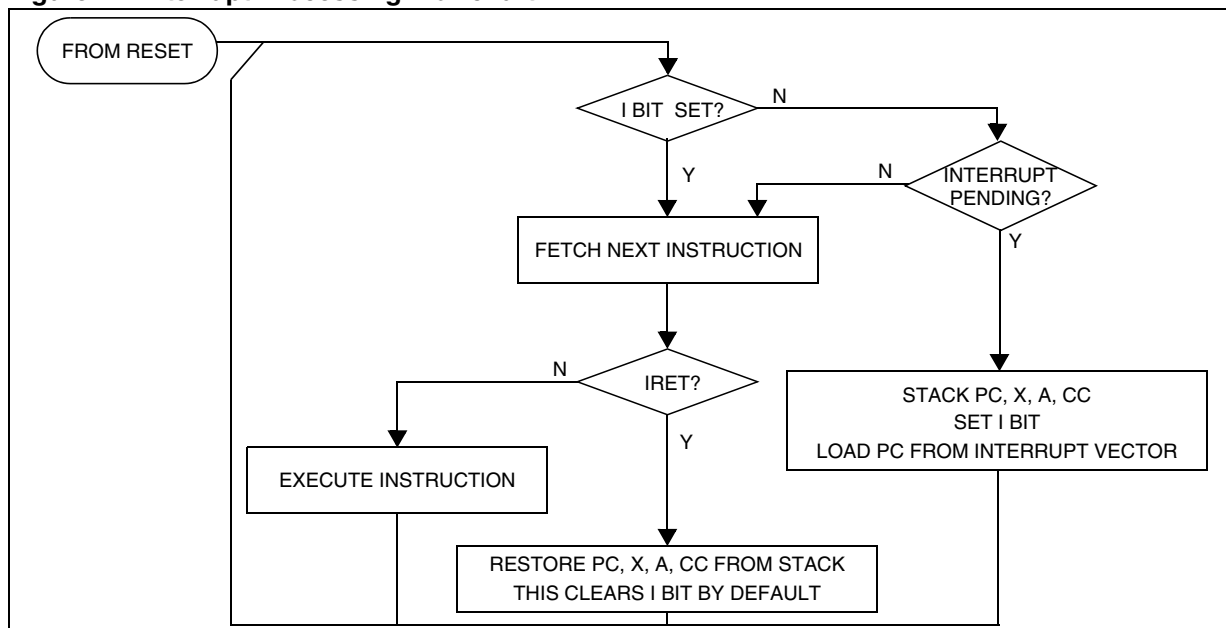 FROM RESET
I BIT SET?
N
Y
N
INTERRUPT
PENDING?
Y
FETCH NEXT INSTRUCTION
N
IRET?
Y
STACK PC, X, A, CC
SET I BIT
LOAD PC FROM INTERRUPT VECTOR
EXECUTE INSTRUCTION
RESTORE PC, X, A, CC FROM STACK
THIS CLEARS I BIT BY DEFAULT